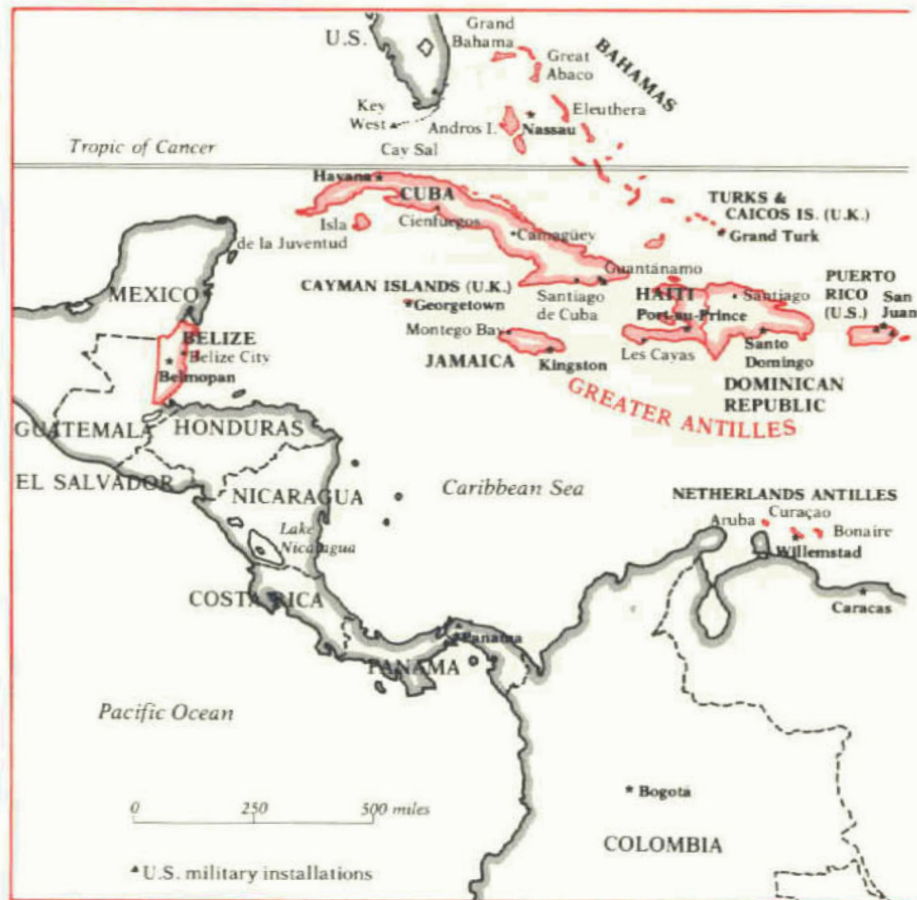 U.S.
Grand
Bahama
Great
Abaco
BAHAMAS
Key
West
Eleuthera
Andros I.
Nassau
Cay Sal
Tropic of Cancer
Havana
CUBA
Cienfuegos
Isla
de la Juventud
Camagüey
TURKS &
CAICOS IS. (U.K.)
Grand Turk
Guantánamo
CAYMAN ISLANDS (U.K.)
Georgetown
Santiago
de Cuba
HAITI
Port-au-Prince
Santiago
PUERTO
RICO
(U.S.)
San
Juan
MEXICO
Montego Bay
JAMAICA
Kingston
Les Cayas
Santo
Domingo
DOMINICAN
REPUBLIC
BELIZE
Belize City
Belmopan
GREATER ANTILLES
GUATEMALA
HONDURAS
EL SALVADOR
NICARAGUA
Caribbean Sea
NETHERLANDS ANTILLES
Aruba
Curaçao
Bonaire
Willemstad
Lake
Nicaragua
COSTA RICA
Caracas
Panama
PANAMA
Pacific Ocean
Bogotá
0 250 500 miles
COLOMBIA
U.S. military installations